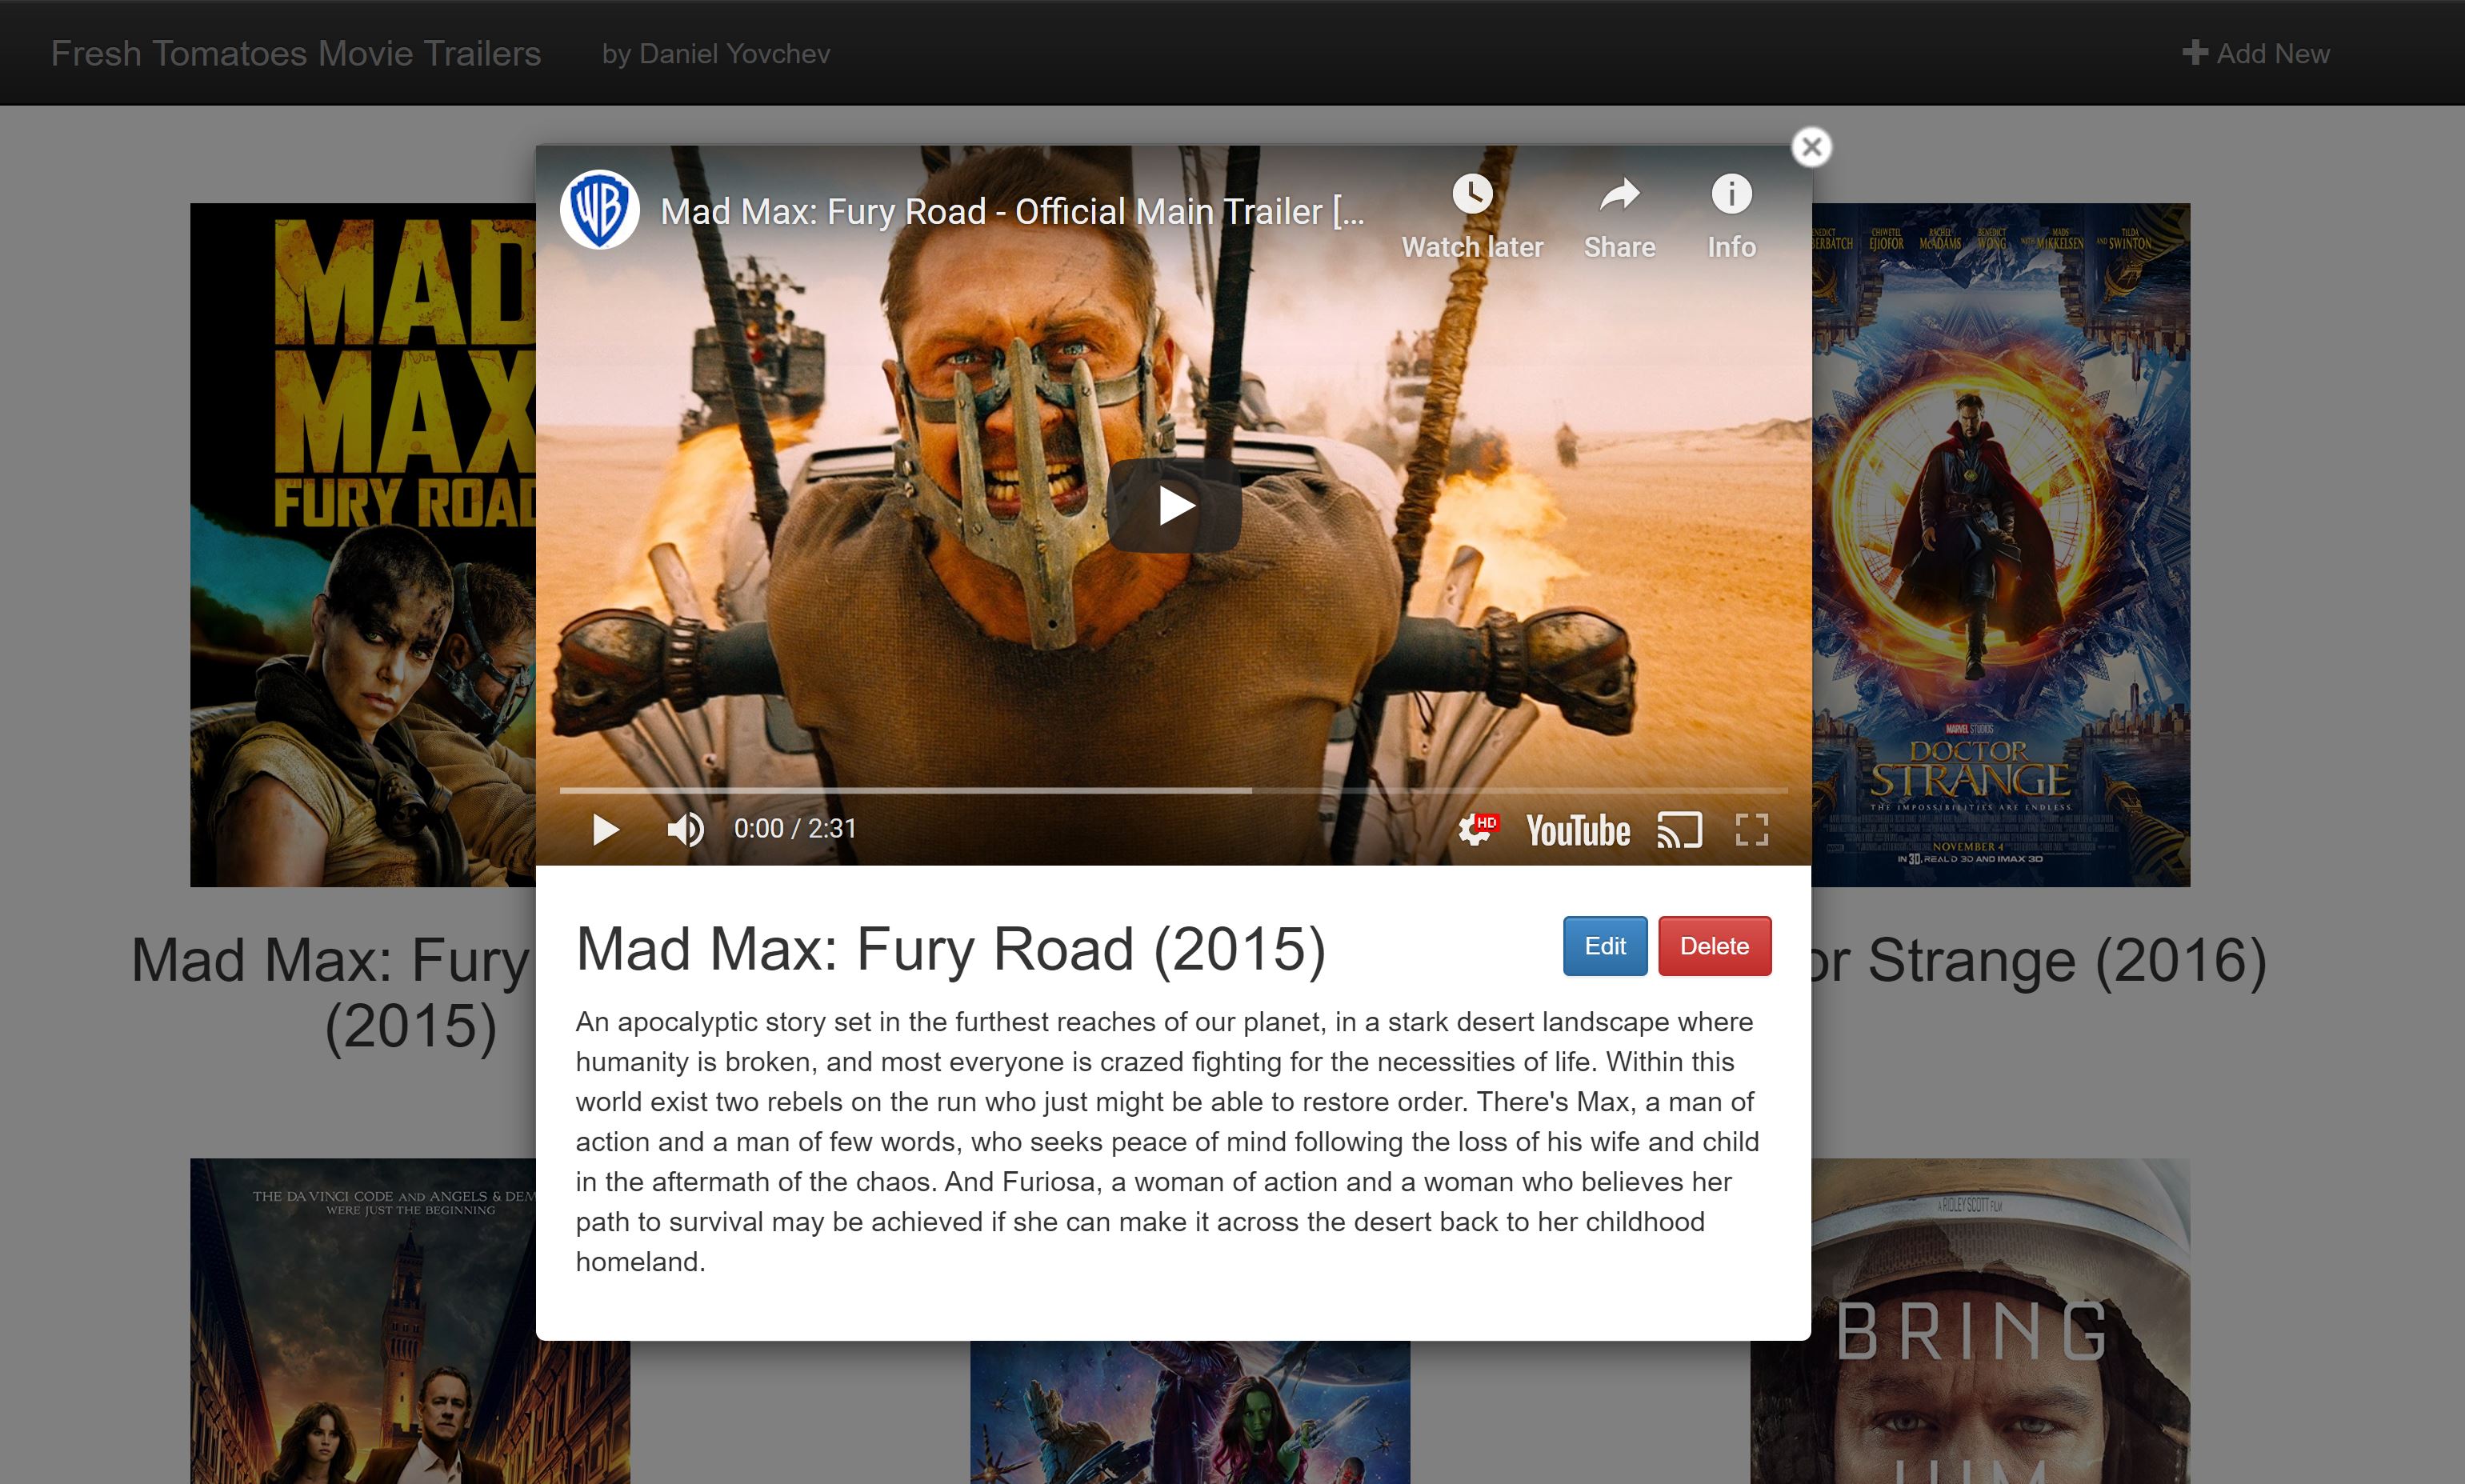 Fresh Tomatoes Movie Trailers
by Daniel Yovchev
Add New
MAD
MAX
FURY ROAD
WB
Mad Max: Fury Road - Official Main Trailer [...
Watch later
Share
Info
0:00 / 2:31
HD
YouTube
CHIWETEL EJIOFOR
RACHEL McADAMS
BENEDICT WONG
WITH MADS MIKKELSEN
AND TILDA SWINTON
MARVEL STUDIOS
DOCTOR
STRANGE
THE IMPOSSIBILITIES ARE ENDLESS.
NOVEMBER 4
IN 3D, REAL D 3D AND IMAX 3D
Mad Max: Fury
(2015)
Mad Max: Fury Road (2015)
Edit
Delete
An apocalyptic story set in the furthest reaches of our planet, in a stark desert landscape where
humanity is broken, and most everyone is crazed fighting for the necessities of life. Within this
world exist two rebels on the run who just might be able to restore order. There's Max, a man of
action and a man of few words, who seeks peace of mind following the loss of his wife and child
in the aftermath of the chaos. And Furiosa, a woman of action and a woman who believes her
path to survival may be achieved if she can make it across the desert back to her childhood
homeland.
or Strange (2016)
THE DA VINCI CODE AND ANGELS & DEM
WERE JUST THE BEGINNING
A RIDLEY SCOTT FILM
BRING
HIM